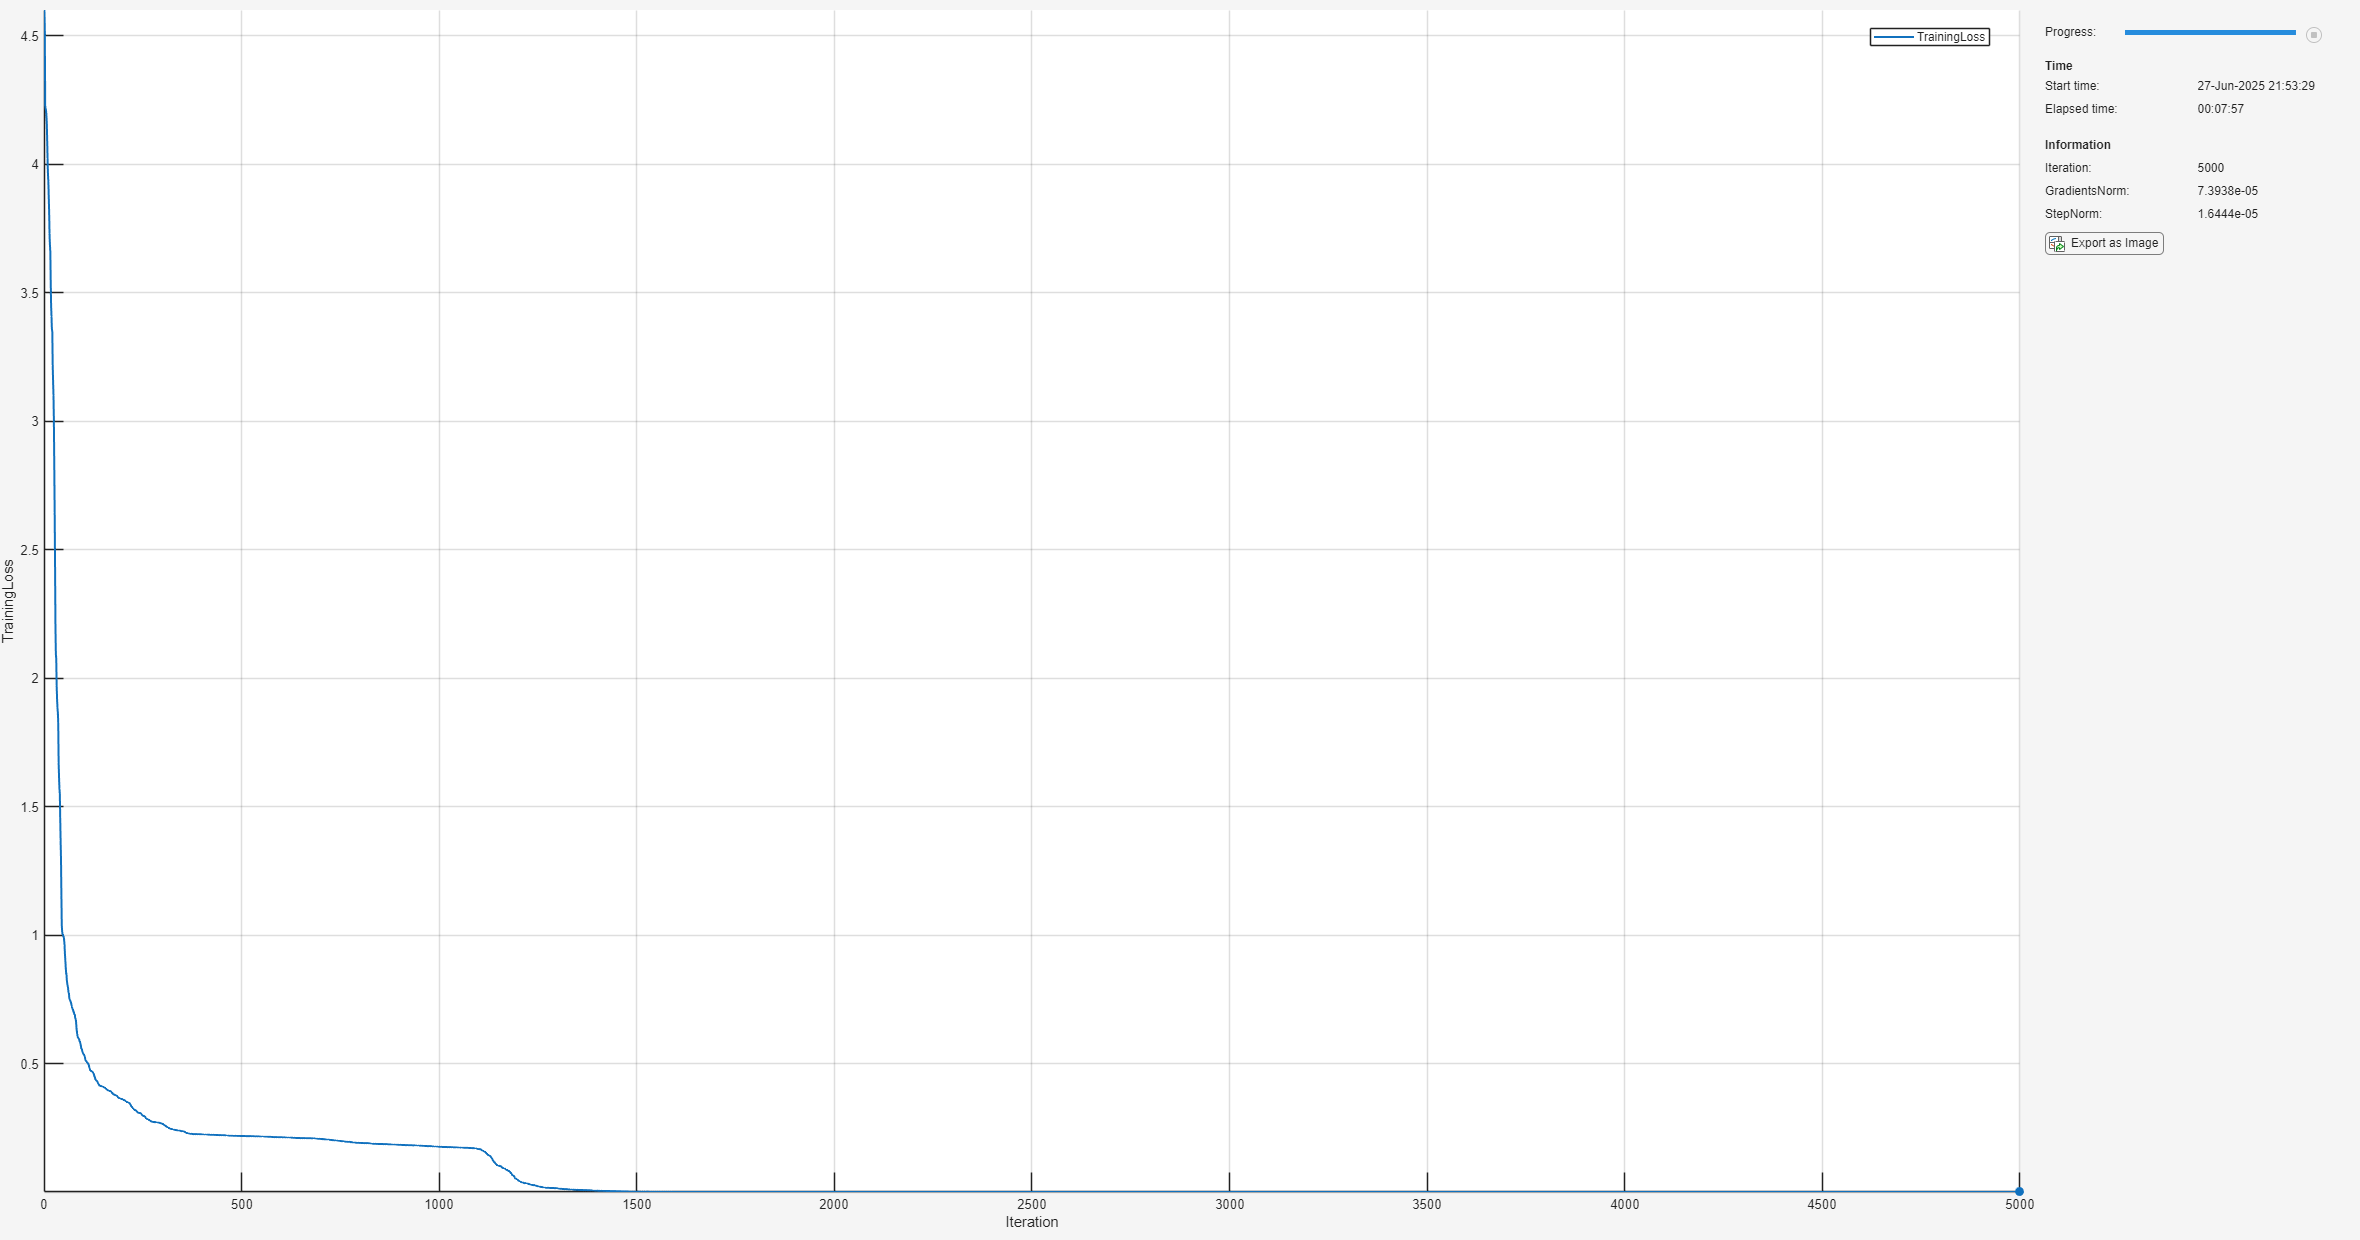 TrainingLoss
4.5
4
3.5
3
2.5
2
1.5
1
0.5
TrainingLoss
0 500 1000 1500 2000 2500 3000 3500 4000 4500 5000
Iteration
Progress:
Time
Start time: 27-Jun-2025 21:53:29
Elapsed time: 00:07:57
Information
Iteration: 5000
GradientsNorm: 7.3938e-05
StepNorm: 1.6444e-05
Export as Image